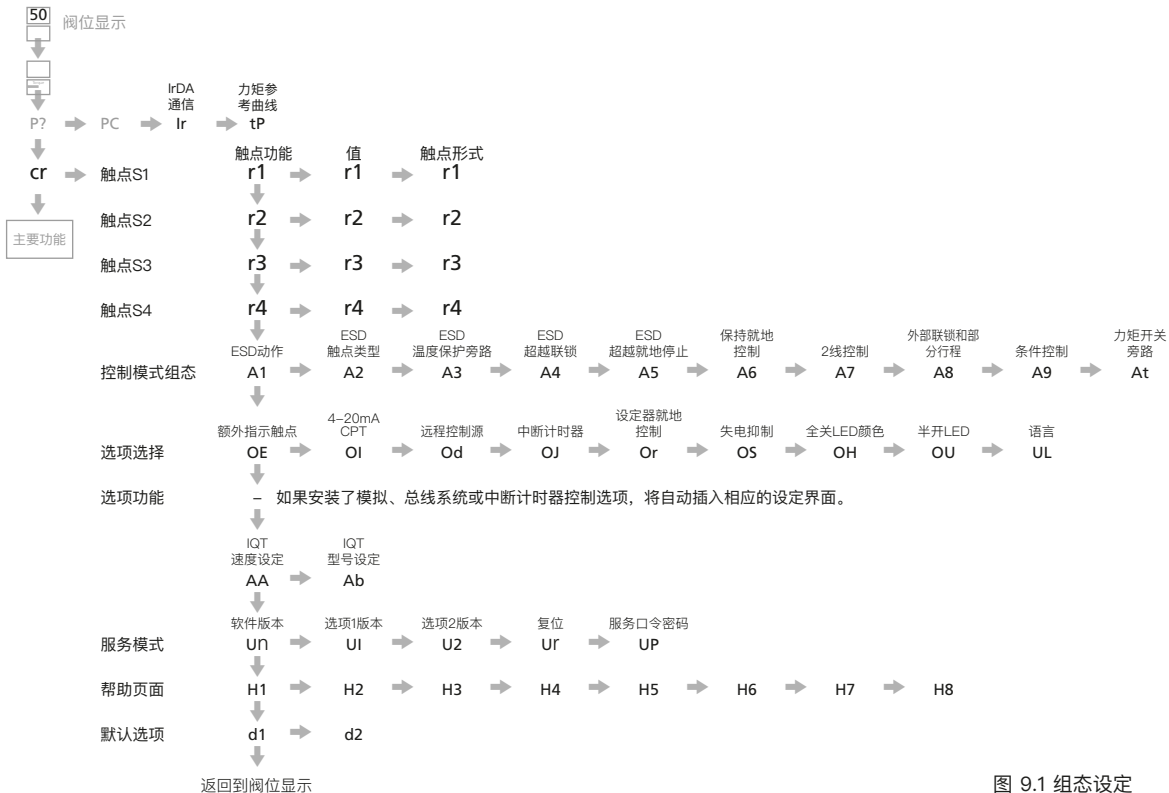 50
阀位显示
IrDA
通信
力矩参
考曲线
P? PC Ir tP
触点功能 值 触点形式
cr 触点S1 r1 r1 r1
触点S2 r2 r2 r2
主要功能
触点S3 r3 r3 r3
触点S4 r4 r4 r4
ESD动作
ESD
触点类型
ESD
温度保护旁路
ESD
超越联锁
ESD
超越就地停止
保持就地
控制
2线控制
外部联锁和部
分行程
条件控制
力矩开关
旁路
控制模式组态 A1 A2 A3 A4 A5 A6 A7 A8 A9 At
额外指示触点
4–20mA
CPT
远程控制源
中断计时器
设定器就地
控制
失电抑制
全关LED颜色
半开LED
语言
选项选择 OE OI Od OJ Or OS OH OU UL
选项功能 – 如果安装了模拟、总线系统或中断计时器控制选项，将自动插入相应的设定界面。
IQT
速度设定
IQT
型号设定
AA Ab
软件版本 选项1版本 选项2版本 复位 服务口令密码
服务模式 Un UI U2 Ur UP
帮助页面 H1 H2 H3 H4 H5 H6 H7 H8
默认选项 d1 d2
返回到阀位显示
图 9.1 组态设定